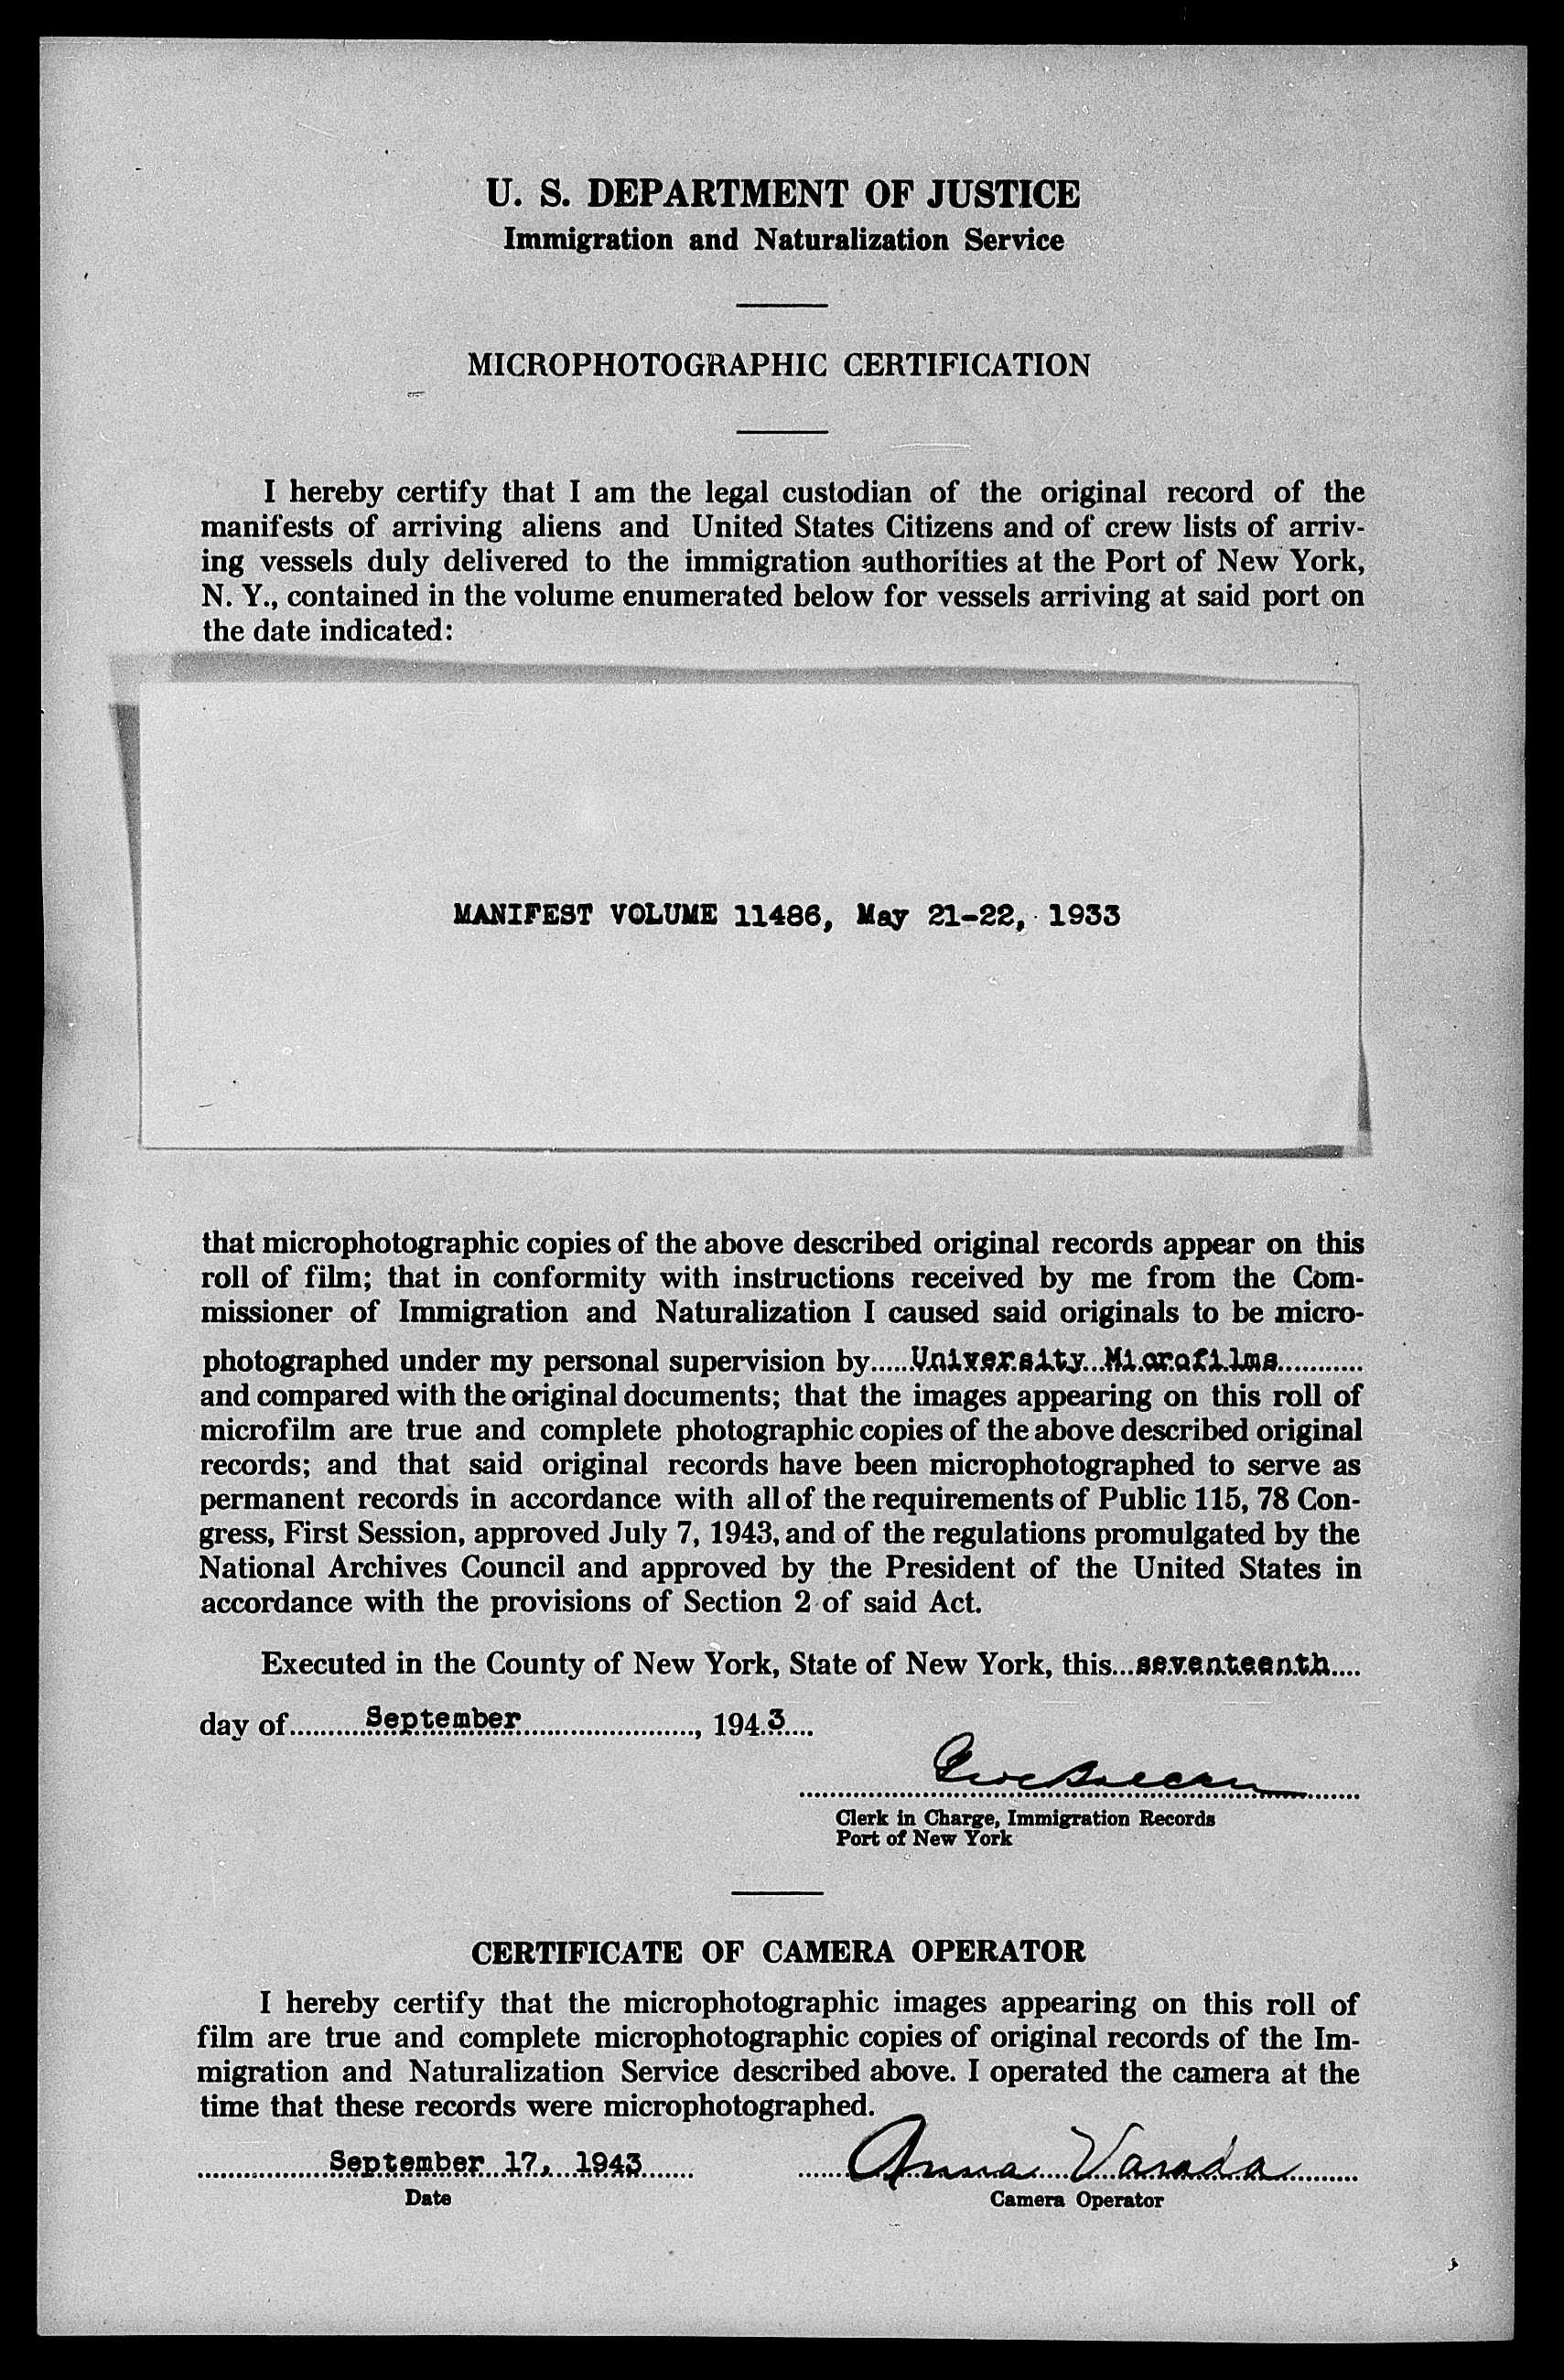 U. S. DEPARTMENT OF JUSTICE
Immigration and Naturalization Service
MICROPHOTOGRAPHIC CERTIFICATION
I hereby certify that I am the legal custodian of the original record of the
manifests of arriving aliens and United States Citizens and of crew lists of arriv-
ing vessels duly delivered to the immigration authorities at the Port of New York,
N. Y., contained in the volume enumerated below for vessels arriving at said port on
the date indicated:
MANIFEST VOLUME 11486, May 21-22, 1933
that microphotographic copies of the above described original records appear on this
roll of film; that in conformity with instructions received by me from the Com-
missioner of Immigration and Naturalization I caused said originals to be micro-
photographed under my personal supervision by.....University Microfilms...........
and compared with the original documents; that the images appearing on this roll of
microfilm are true and complete photographic copies of the above described original
records; and that said original records have been microphotographed to serve as
permanent records in accordance with all of the requirements of Public 115, 78 Con-
gress, First Session, approved July 7, 1943, and of the regulations promulgated by the
National Archives Council and approved by the President of the United States in
accordance with the provisions of Section 2 of said Act.
Executed in the County of New York, State of New York, this...seventeenth....
day of..........September......................, 194.3....
Clerk in Charge, Immigration Records
Port of New York
CERTIFICATE OF CAMERA OPERATOR
I hereby certify that the microphotographic images appearing on this roll of
film are true and complete microphotographic copies of original records of the Im-
migration and Naturalization Service described above. I operated the camera at the
time that these records were microphotographed.
September 17, 1943 Anna
Date Camera Operator